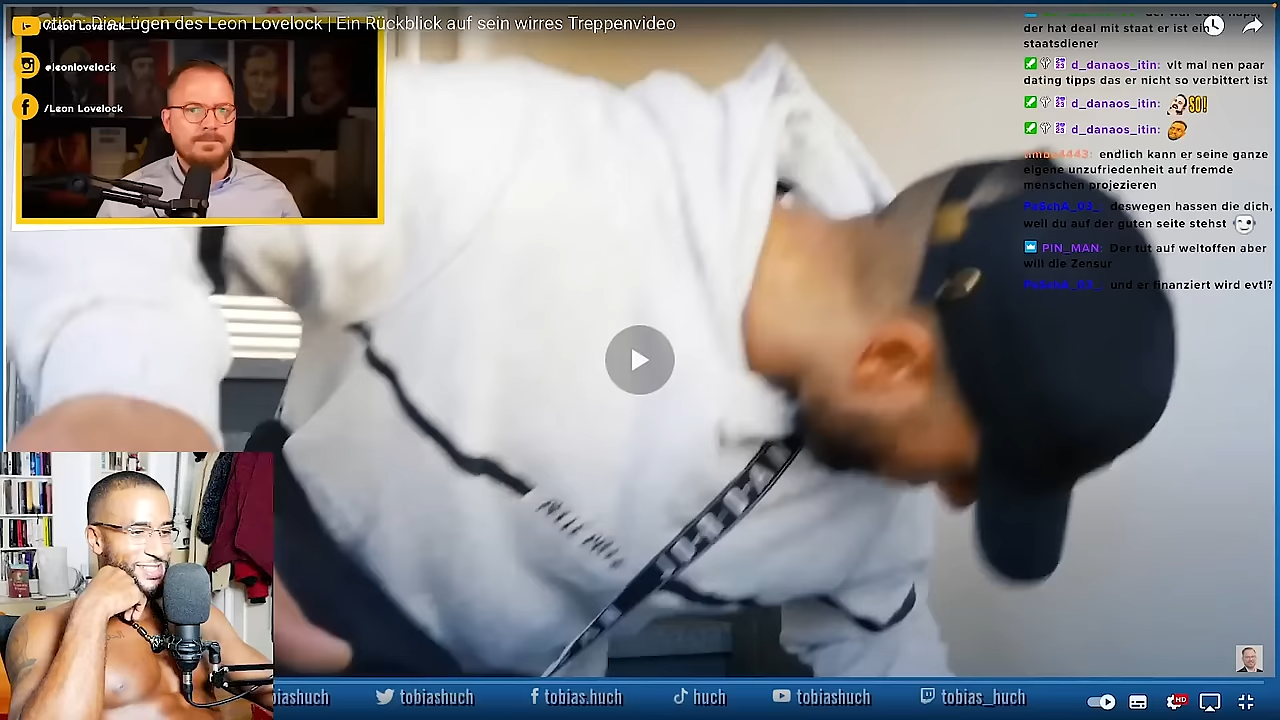 ction: Die Lügen des Leon Lovelock | Ein Rückblick auf sein wirres Treppenvideo
/Leon Lovelock
@leonlovelock
/Leon Lovelock
der hat deal mit staat er ist ein
staatsdiener
d_danaos_itin: vlt mal nen paar
dating tipps das er nicht so verbittert ist
d_danaos_itin: SO!
d_danaos_itin:
endlich kann er seine ganze
eigene unzufriedenheit auf fremde
menschen projezieren
deswegen hassen die dich,
weil du auf der guten seite stehst
PIN_MAN: Der tut auf weltoffen aber
will die Zensur
und er finanziert wird evtl?
biashuch
tobiashuch
tobias.huch
huch
tobiashuch
tobias_huch
HD